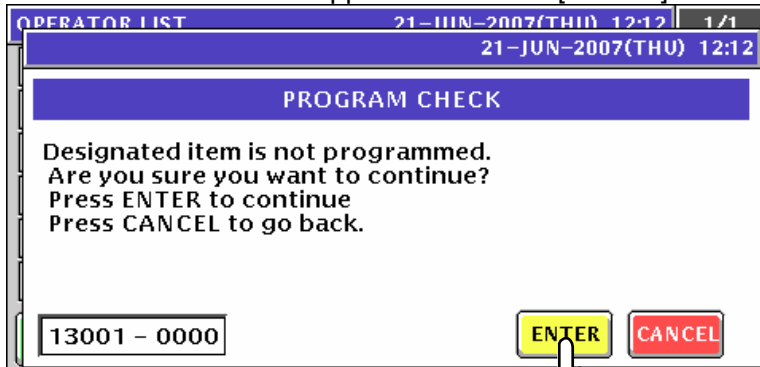 OPERATOR LIST 21-JUN-2007(THU) 12:12 1/1
21-JUN-2007(THU) 12:12
PROGRAM CHECK
Designated item is not programmed.
Are you sure you want to continue?
Press ENTER to continue
Press CANCEL to go back.
13001 - 0000 ENTER CANCEL